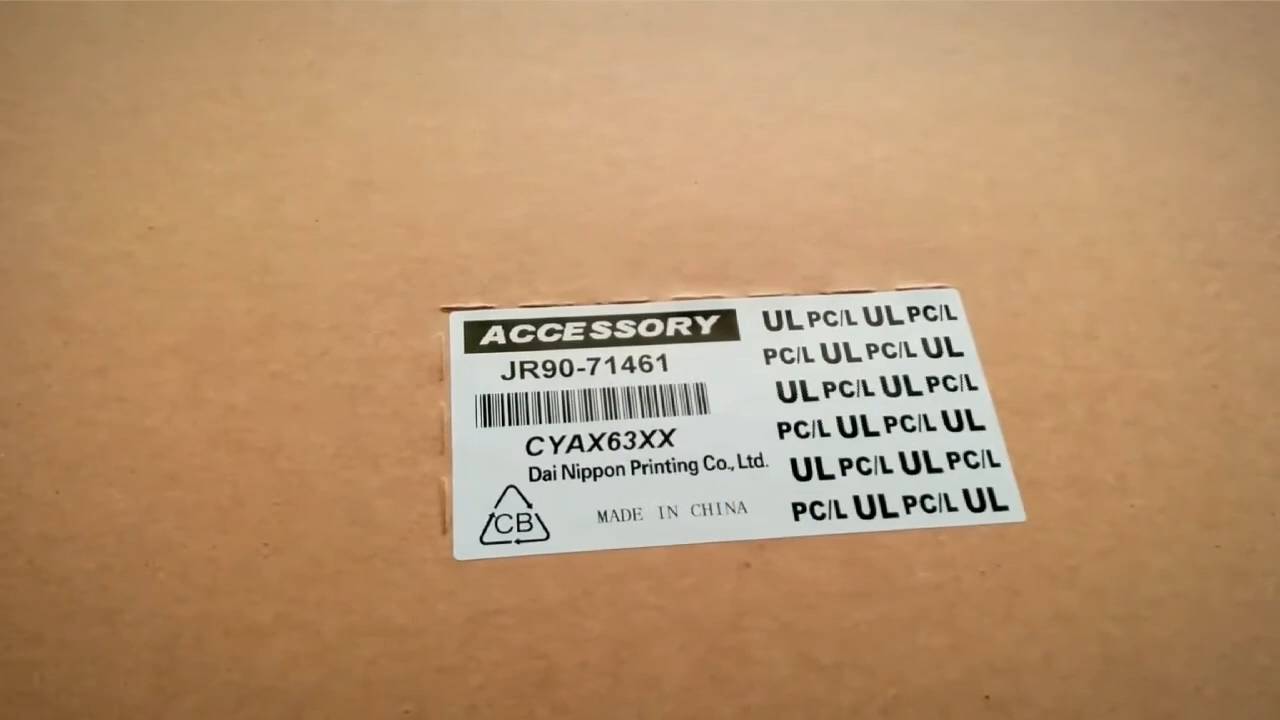 ACCESSORY
JR90-71461
CYAX63XX
Dai Nippon Printing Co., Ltd.
CB
MADE IN CHINA
UL PC/L UL PC/L
PC/L UL PC/L UL
UL PC/L UL PC/L
PC/L UL PC/L UL
UL PC/L UL PC/L
PC/L UL PC/L UL